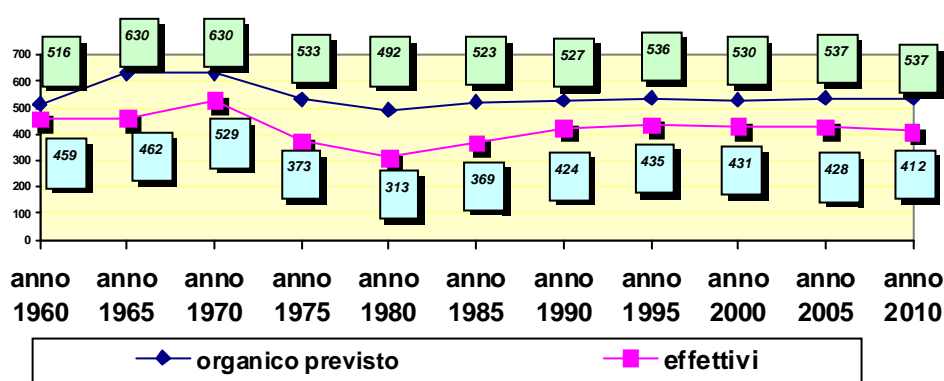 516 630 630 533 492 523 527 536 530 537 537
700
600
500
400
300
200
100
0
459 462 529 373 313 369 424 435 431 428 412
anno anno anno anno anno anno anno anno anno anno anno
1960 1965 1970 1975 1980 1985 1990 1995 2000 2005 2010
organico previsto effettivi